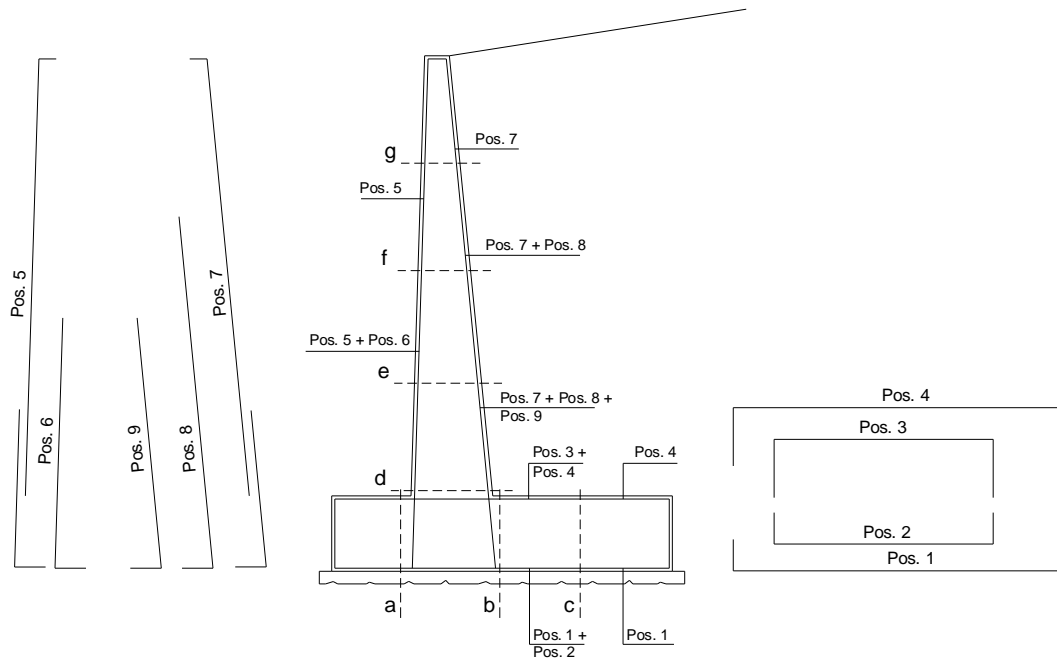 Pos. 7
g
Pos. 5
Pos. 7 + Pos. 8
f
Pos. 5
Pos. 7
Pos. 5 + Pos. 6
e
Pos. 4
Pos. 7 + Pos. 8 +
Pos. 9
Pos. 3
Pos. 6
Pos. 9
Pos. 8
Pos. 3 +
Pos. 4
Pos. 4
d
Pos. 2
Pos. 1
a
b
c
Pos. 1 +
Pos. 2
Pos. 1